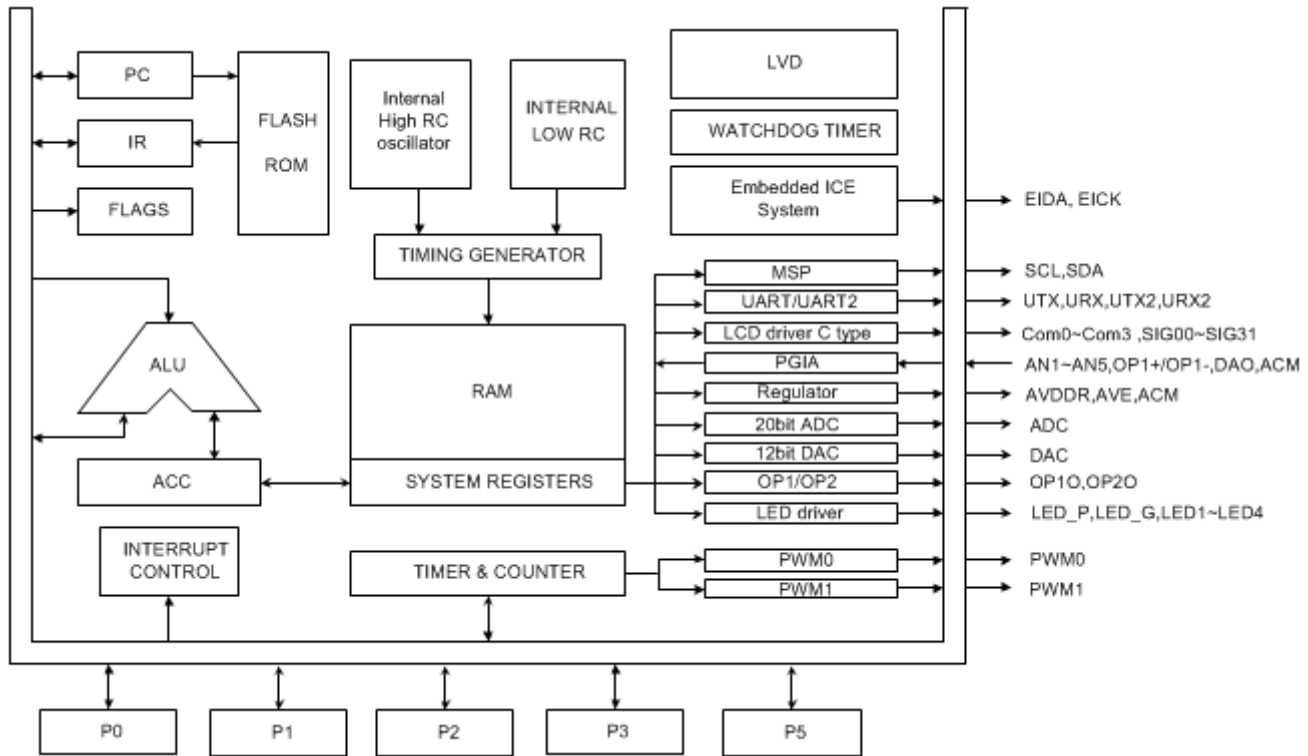 PC
IR
FLAGS
FLASH
ROM
Internal
High RC
oscillator
INTERNAL
LOW RC
TIMING GENERATOR
LVD
WATCHDOG TIMER
Embedded ICE
System
EIDA, EICK
ALU
ACC
INTERRUPT
CONTROL
RAM
SYSTEM REGISTERS
TIMER & COUNTER
MSP
SCL,SDA
UART/UART2
UTX,URX,UTX2,URX2
LCD driver C type
Com0~Com3 ,SIG00~SIG31
PGIA
AN1~AN5,OP1+/OP1-,DAO,ACM
Regulator
AVDDR,AVE,ACM
20bit ADC
ADC
12bit DAC
DAC
OP1/OP2
OP1O,OP2O
LED driver
LED_P,LED_G,LED1~LED4
PWM0
PWM0
PWM1
PWM1
P0
P1
P2
P3
P5